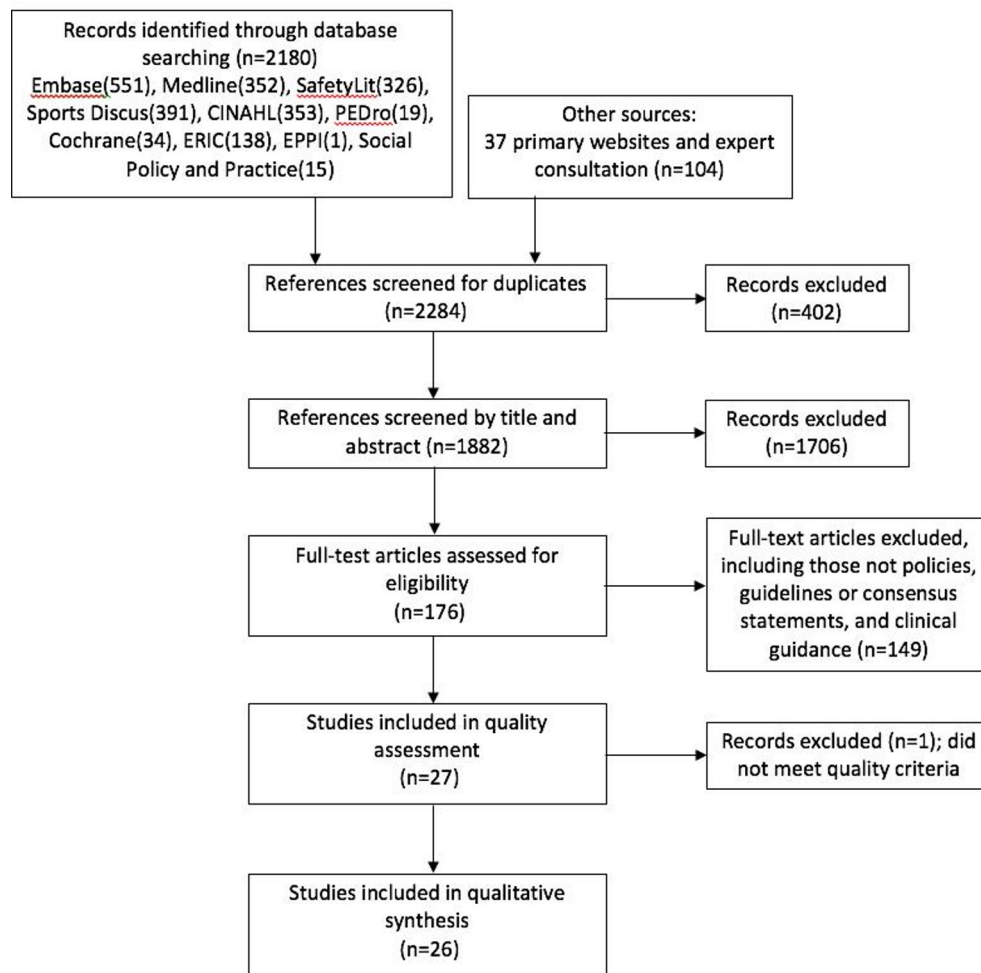 Records identified through database
searching (n=2180)
Embase(551), Medline(352), SafetyLit(326),
Sports Discus(391), CINAHL(353), PEDro(19),
Cochrane(34), ERIC(138), EPPI(1), Social
Policy and Practice(15)
Other sources:
37 primary websites and expert
consultation (n=104)
References screened for duplicates
(n=2284)
Records excluded
(n=402)
References screened by title and
abstract (n=1882)
Records excluded
(n=1706)
Full-test articles assessed for
eligibility
(n=176)
Full-text articles excluded,
including those not policies,
guidelines or consensus
statements, and clinical
guidance (n=149)
Studies included in quality
assessment
(n=27)
Records excluded (n=1); did
not meet quality criteria
Studies included in qualitative
synthesis
(n=26)